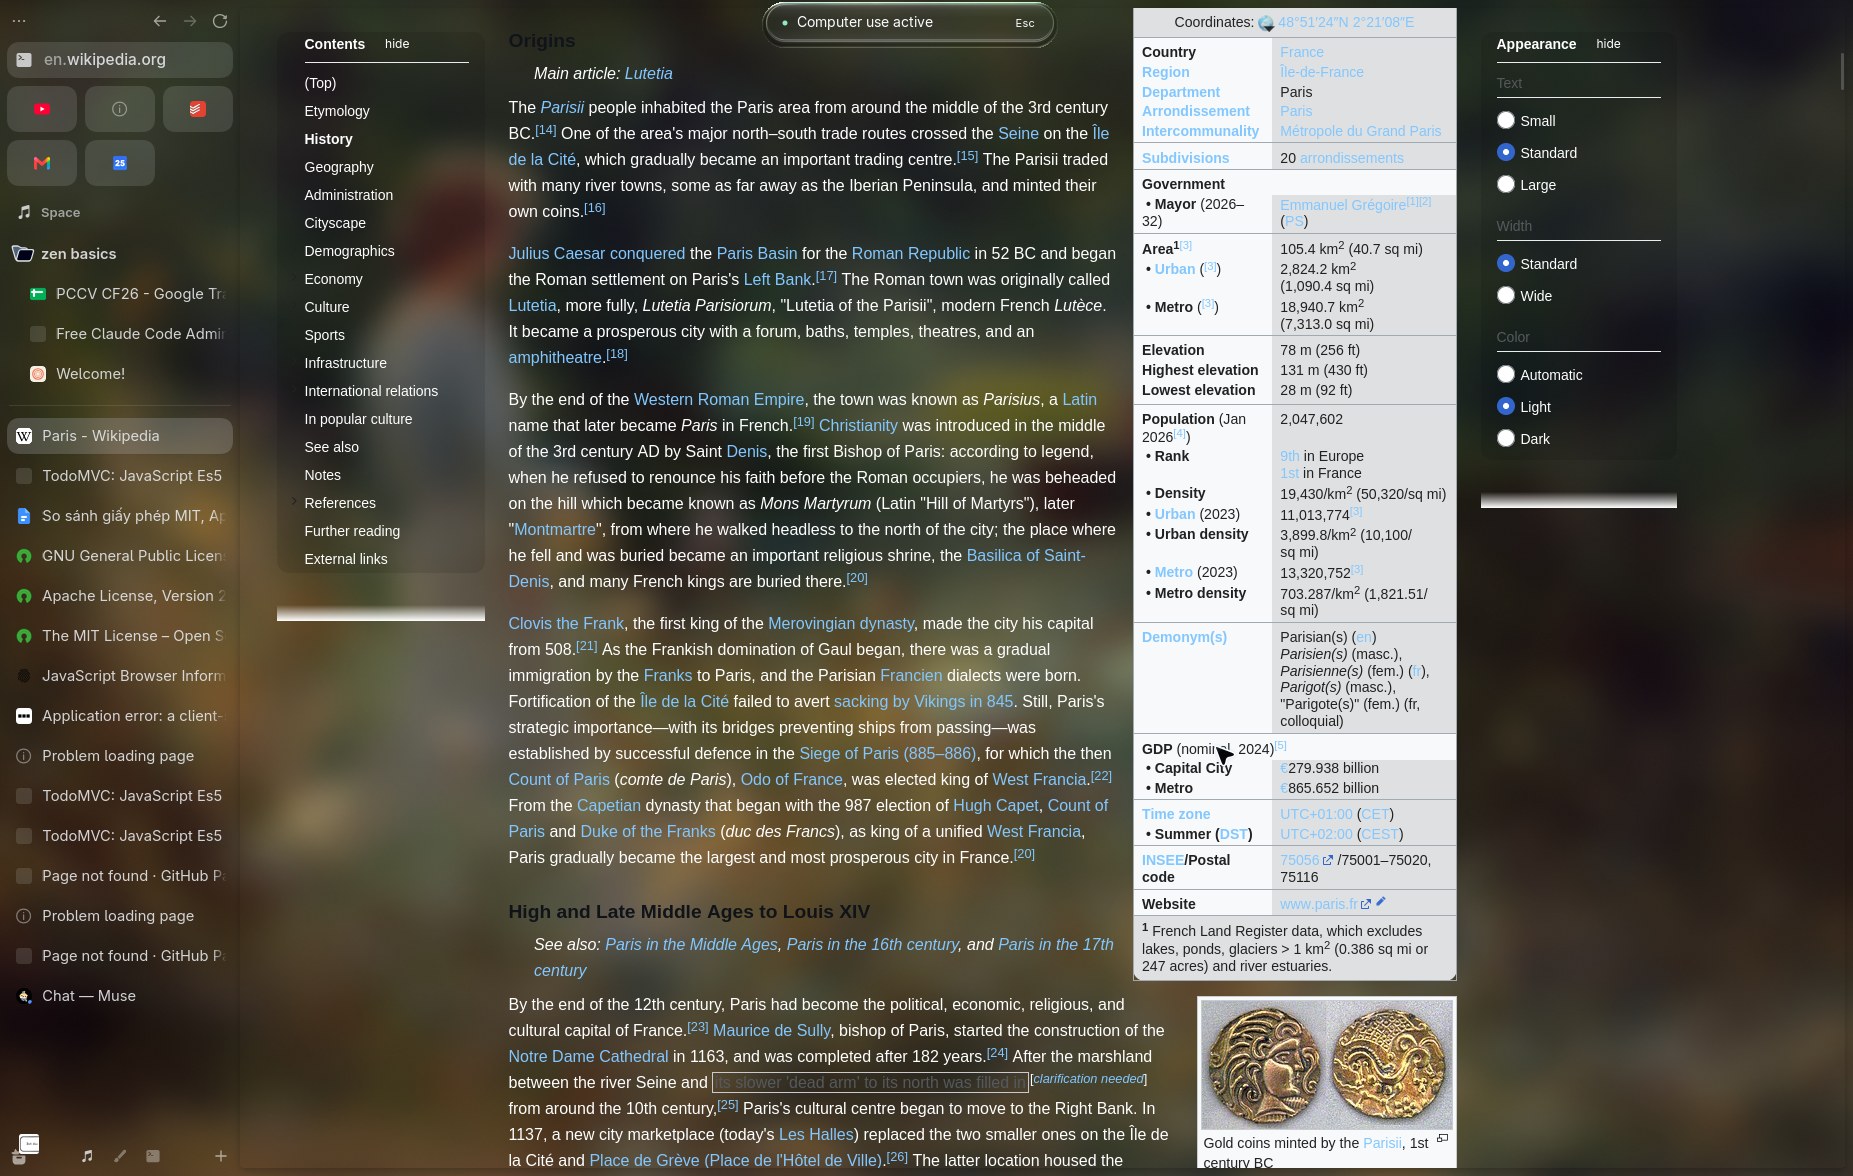 Computer use active Esc
en.wikipedia.org
Space
zen basics
PCCV CF26 - Google Tra
Free Claude Code Admin
Welcome!
Paris - Wikipedia
TodoMVC: JavaScript Es5
So sánh giấy phép MIT, Ap
GNU General Public Licen
Apache License, Version 2
The MIT License – Open S
JavaScript Browser Inform
Application error: a client-
Problem loading page
TodoMVC: JavaScript Es5
TodoMVC: JavaScript Es5
Page not found · GitHub Pa
Problem loading page
Page not found · GitHub Pa
Chat — Muse
Contents hide
(Top)
Etymology
History
Geography
Administration
Cityscape
Demographics
Economy
Culture
Sports
Infrastructure
International relations
In popular culture
See also
Notes
References
Further reading
External links
Origins
Main article: Lutetia
The Parisii people inhabited the Paris area from around the middle of the 3rd century
BC.[14] One of the area's major north–south trade routes crossed the Seine on the Île
de la Cité, which gradually became an important trading centre.[15] The Parisii traded
with many river towns, some as far away as the Iberian Peninsula, and minted their
own coins.[16]
Julius Caesar conquered the Paris Basin for the Roman Republic in 52 BC and began
the Roman settlement on Paris's Left Bank.[17] The Roman town was originally called
Lutetia, more fully, Lutetia Parisiorum, "Lutetia of the Parisii", modern French Lutèce.
It became a prosperous city with a forum, baths, temples, theatres, and an
amphitheatre.[18]
By the end of the Western Roman Empire, the town was known as Parisius, a Latin
name that later became Paris in French.[19] Christianity was introduced in the middle
of the 3rd century AD by Saint Denis, the first Bishop of Paris: according to legend,
when he refused to renounce his faith before the Roman occupiers, he was beheaded
on the hill which became known as Mons Martyrum (Latin "Hill of Martyrs"), later
"Montmartre", from where he walked headless to the north of the city; the place where
he fell and was buried became an important religious shrine, the Basilica of Saint-
Denis, and many French kings are buried there.[20]
Clovis the Frank, the first king of the Merovingian dynasty, made the city his capital
from 508.[21] As the Frankish domination of Gaul began, there was a gradual
immigration by the Franks to Paris, and the Parisian Francien dialects were born.
Fortification of the Île de la Cité failed to avert sacking by Vikings in 845. Still, Paris's
strategic importance—with its bridges preventing ships from passing—was
established by successful defence in the Siege of Paris (885–886), for which the then
Count of Paris (comte de Paris), Odo of France, was elected king of West Francia.[22]
From the Capetian dynasty that began with the 987 election of Hugh Capet, Count of
Paris and Duke of the Franks (duc des Francs), as king of a unified West Francia,
Paris gradually became the largest and most prosperous city in France.[20]
High and Late Middle Ages to Louis XIV
See also: Paris in the Middle Ages, Paris in the 16th century, and Paris in the 17th
century
By the end of the 12th century, Paris had become the political, economic, religious, and
cultural capital of France.[23] Maurice de Sully, bishop of Paris, started the construction of the
Notre Dame Cathedral in 1163, and was completed after 182 years.[24] After the marshland
between the river Seine and its slower 'dead arm' to its north was filled in[clarification needed]
from around the 10th century,[25] Paris's cultural centre began to move to the Right Bank. In
1137, a new city marketplace (today's Les Halles) replaced the two smaller ones on the Île de
la Cité and Place de Grève (Place de l'Hôtel de Ville).[26] The latter location housed the
Coordinates: 48°51′24″N 2°21′08″E
Country France
Region Île-de-France
Department Paris
Arrondissement Paris
Intercommunality Métropole du Grand Paris
Subdivisions 20 arrondissements
Government
• Mayor (2026–
32) Emmanuel Grégoire[1][2]
(PS)
Area1[3] 105.4 km2 (40.7 sq mi)
• Urban ([3]) 2,824.2 km2
(1,090.4 sq mi)
• Metro ([3]) 18,940.7 km2
(7,313.0 sq mi)
Elevation 78 m (256 ft)
Highest elevation 131 m (430 ft)
Lowest elevation 28 m (92 ft)
Population (Jan
2026[4]) 2,047,602
• Rank 9th in Europe
1st in France
• Density 19,430/km2 (50,320/sq mi)
• Urban (2023) 11,013,774[3]
• Urban density 3,899.8/km2 (10,100/
sq mi)
• Metro (2023) 13,320,752[3]
• Metro density 703.287/km2 (1,821.51/
sq mi)
Demonym(s) Parisian(s) (en)
Parisien(s) (masc.),
Parisienne(s) (fem.) (fr),
Parigot(s) (masc.),
"Parigote(s)" (fem.) (fr,
colloquial)
GDP (nominal, 2024)[5]
• Capital City €279.938 billion
• Metro €865.652 billion
Time zone UTC+01:00 (CET)
• Summer (DST) UTC+02:00 (CEST)
INSEE/Postal
code 75056 /75001–75020,
75116
Website www.paris.fr
1 French Land Register data, which excludes
lakes, ponds, glaciers > 1 km2 (0.386 sq mi or
247 acres) and river estuaries.
Gold coins minted by the Parisii, 1st
century BC
Appearance hide
Text
Small
Standard
Large
Width
Standard
Wide
Color
Automatic
Light
Dark
25